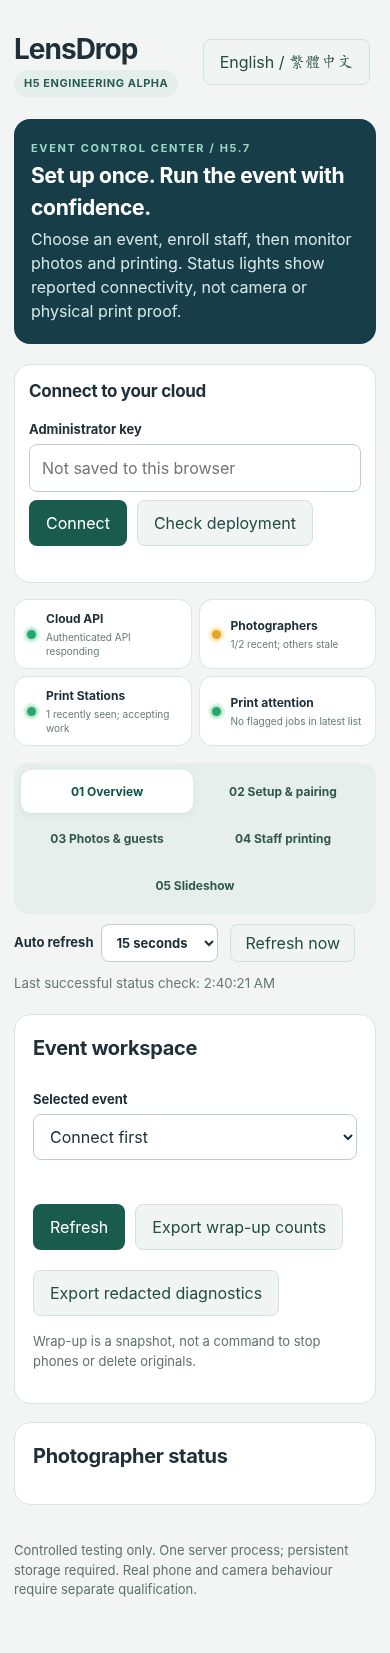 LensDrop
English / 繁體中文
H5 ENGINEERING ALPHA
EVENT CONTROL CENTER / H5.7
Set up once. Run the event with
confidence.
Choose an event, enroll staff, then monitor
photos and printing. Status lights show
reported connectivity, not camera or
physical print proof.
Connect to your cloud
Administrator key
Not saved to this browser
Connect
Check deployment
Cloud API
Authenticated API
responding
Photographers
1/2 recent; others stale
Print Stations
1 recently seen; accepting
work
Print attention
No flagged jobs in latest list
01 Overview
02 Setup & pairing
03 Photos & guests
04 Staff printing
05 Slideshow
Auto refresh
15 seconds
Refresh now
Last successful status check: 2:40:21 AM
Event workspace
Selected event
Connect first
Refresh
Export wrap-up counts
Export redacted diagnostics
Wrap-up is a snapshot, not a command to stop
phones or delete originals.
Photographer status
Controlled testing only. One server process; persistent
storage required. Real phone and camera behaviour
require separate qualification.